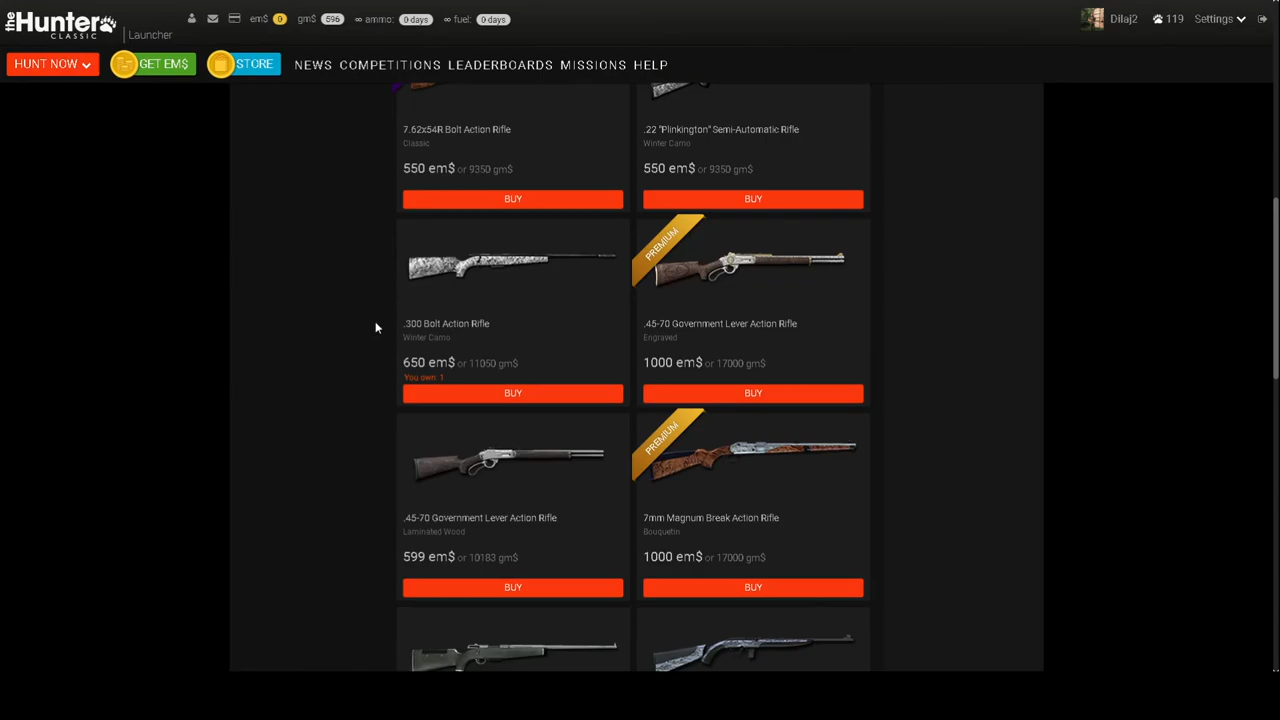 theHunter
CLASSIC
Launcher
em$ 0 gm$ 596 ∞ ammo: 0 days ∞ fuel: 0 days
Dilaj2 119 Settings
HUNT NOW GET EM$ STORE NEWS COMPETITIONS LEADERBOARDS MISSIONS HELP
7.62x54R Bolt Action Rifle
Classic
550 em$ or 9350 gm$
BUY
.22 "Plinkington" Semi-Automatic Rifle
Winter Camo
550 em$ or 9350 gm$
BUY
.300 Bolt Action Rifle
Winter Camo
650 em$ or 11050 gm$
You own: 1
BUY
PREMIUM
.45-70 Government Lever Action Rifle
Engraved
1000 em$ or 17000 gm$
BUY
.45-70 Government Lever Action Rifle
Laminated Wood
599 em$ or 10183 gm$
BUY
PREMIUM
7mm Magnum Break Action Rifle
Bouquetin
1000 em$ or 17000 gm$
BUY